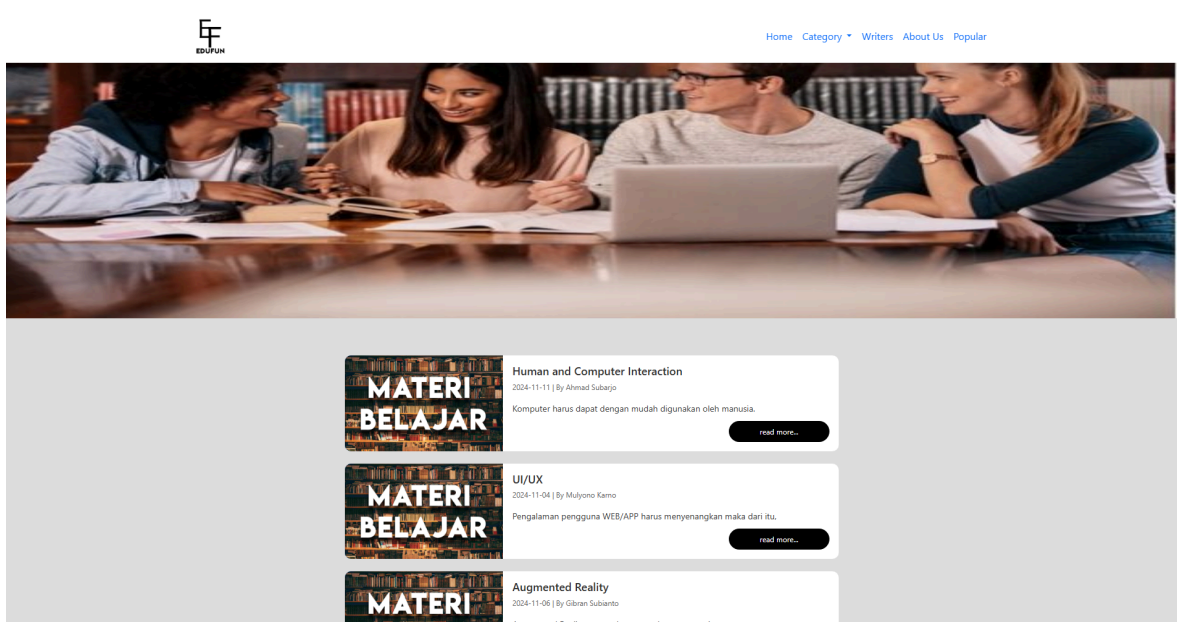 EF
EDUFUN
Home Category Writers About Us Popular
MATERI
BELAJAR
Human and Computer Interaction
2024-11-11 | By Ahmad Subarjo
Komputer harus dapat dengan mudah digunakan oleh manusia.
read more...
MATERI
BELAJAR
UI/UX
2024-11-04 | By Mulyono Karno
Pengalaman pengguna WEB/APP harus menyenangkan maka dari itu.
read more...
MATERI
Augmented Reality
2024-11-06 | By Gibran Subianto